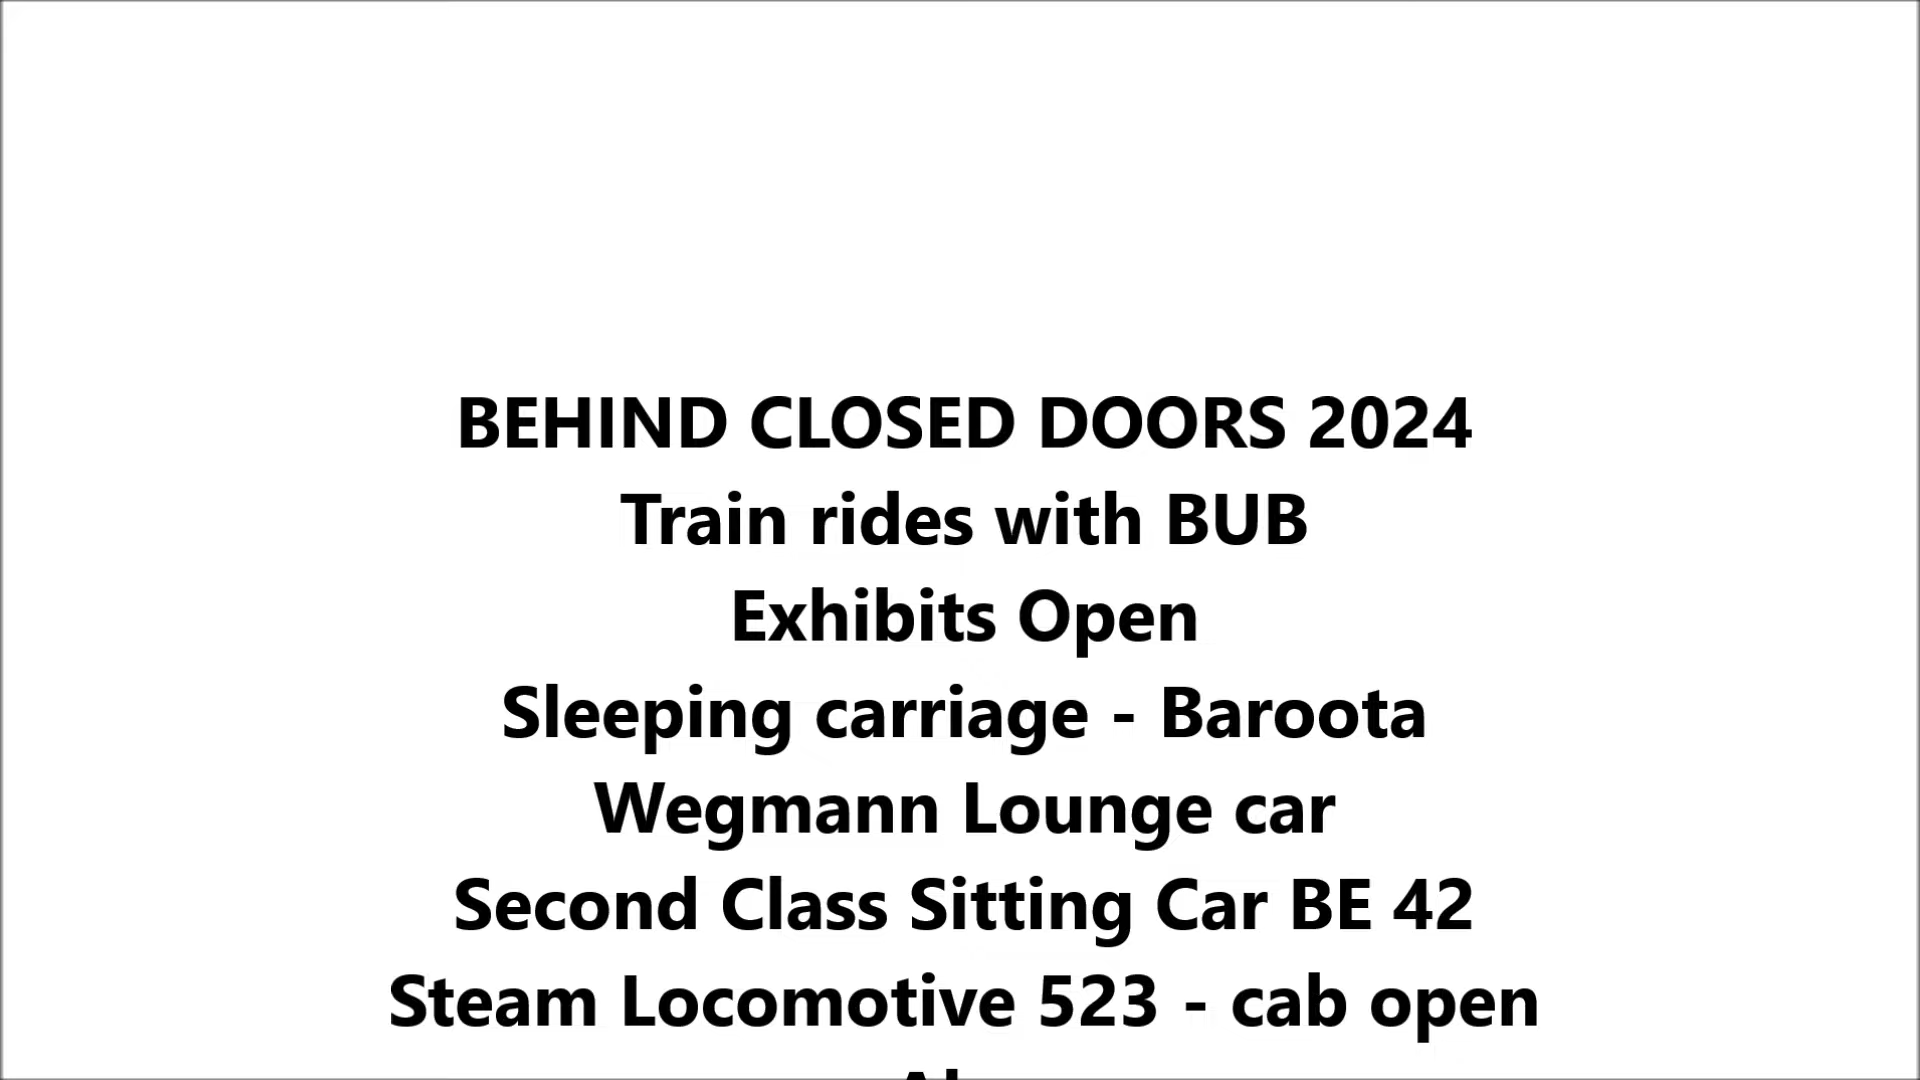 BEHIND CLOSED DOORS 2024
Train rides with BUB
Exhibits Open
Sleeping carriage - Baroota
Wegmann Lounge car
Second Class Sitting Car BE 42
Steam Locomotive 523 - cab open